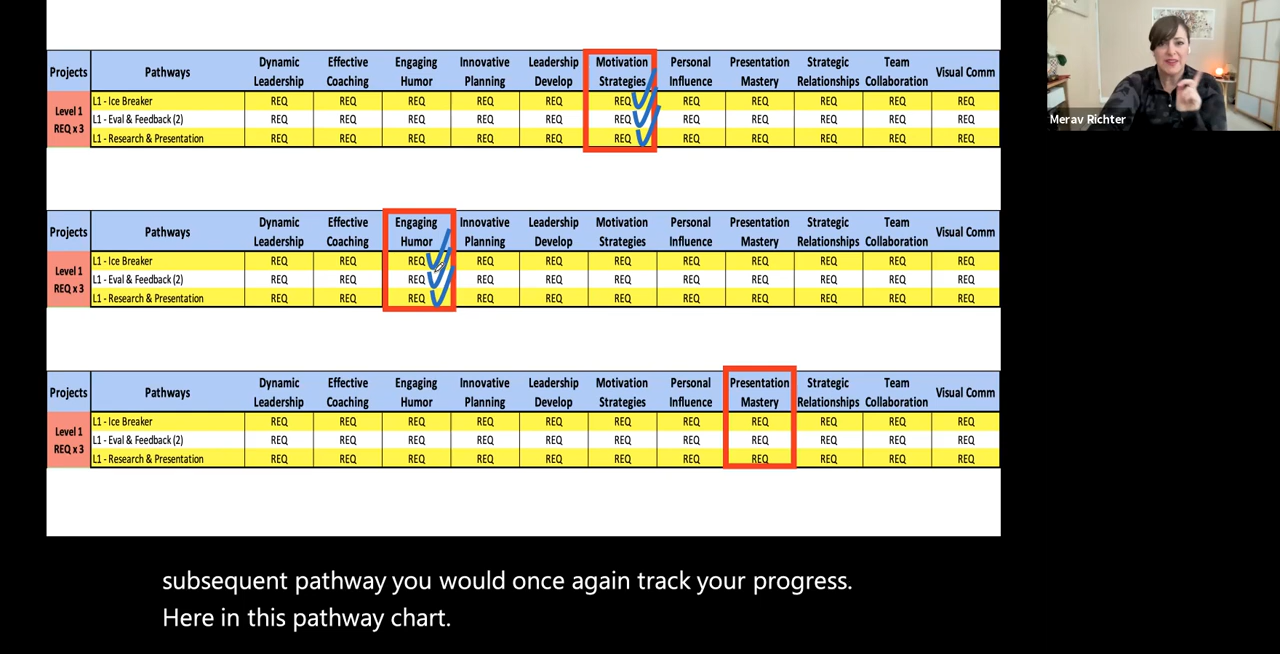 Projects Pathways Dynamic Leadership Effective Coaching Engaging Humor Innovative Planning Leadership Develop Motivation Strategies Personal Influence Presentation Mastery Strategic Relationships Team Collaboration Visual Comm
Level 1 REQ x 3
L1 - Ice Breaker REQ REQ REQ REQ REQ REQ REQ REQ REQ REQ REQ
L1 - Eval & Feedback (2) REQ REQ REQ REQ REQ REQ REQ REQ REQ REQ REQ
L1 - Research & Presentation REQ REQ REQ REQ REQ REQ REQ REQ REQ REQ REQ
Projects Pathways Dynamic Leadership Effective Coaching Engaging Humor Innovative Planning Leadership Develop Motivation Strategies Personal Influence Presentation Mastery Strategic Relationships Team Collaboration Visual Comm
Level 1 REQ x 3
L1 - Ice Breaker REQ REQ REQ REQ REQ REQ REQ REQ REQ REQ REQ
L1 - Eval & Feedback (2) REQ REQ REQ REQ REQ REQ REQ REQ REQ REQ REQ
L1 - Research & Presentation REQ REQ REQ REQ REQ REQ REQ REQ REQ REQ REQ
Projects Pathways Dynamic Leadership Effective Coaching Engaging Humor Innovative Planning Leadership Develop Motivation Strategies Personal Influence Presentation Mastery Strategic Relationships Team Collaboration Visual Comm
Level 1 REQ x 3
L1 - Ice Breaker REQ REQ REQ REQ REQ REQ REQ REQ REQ REQ REQ
L1 - Eval & Feedback (2) REQ REQ REQ REQ REQ REQ REQ REQ REQ REQ REQ
L1 - Research & Presentation REQ REQ REQ REQ REQ REQ REQ REQ REQ REQ REQ
Merav Richter
subsequent pathway you would once again track your progress.
Here in this pathway chart.